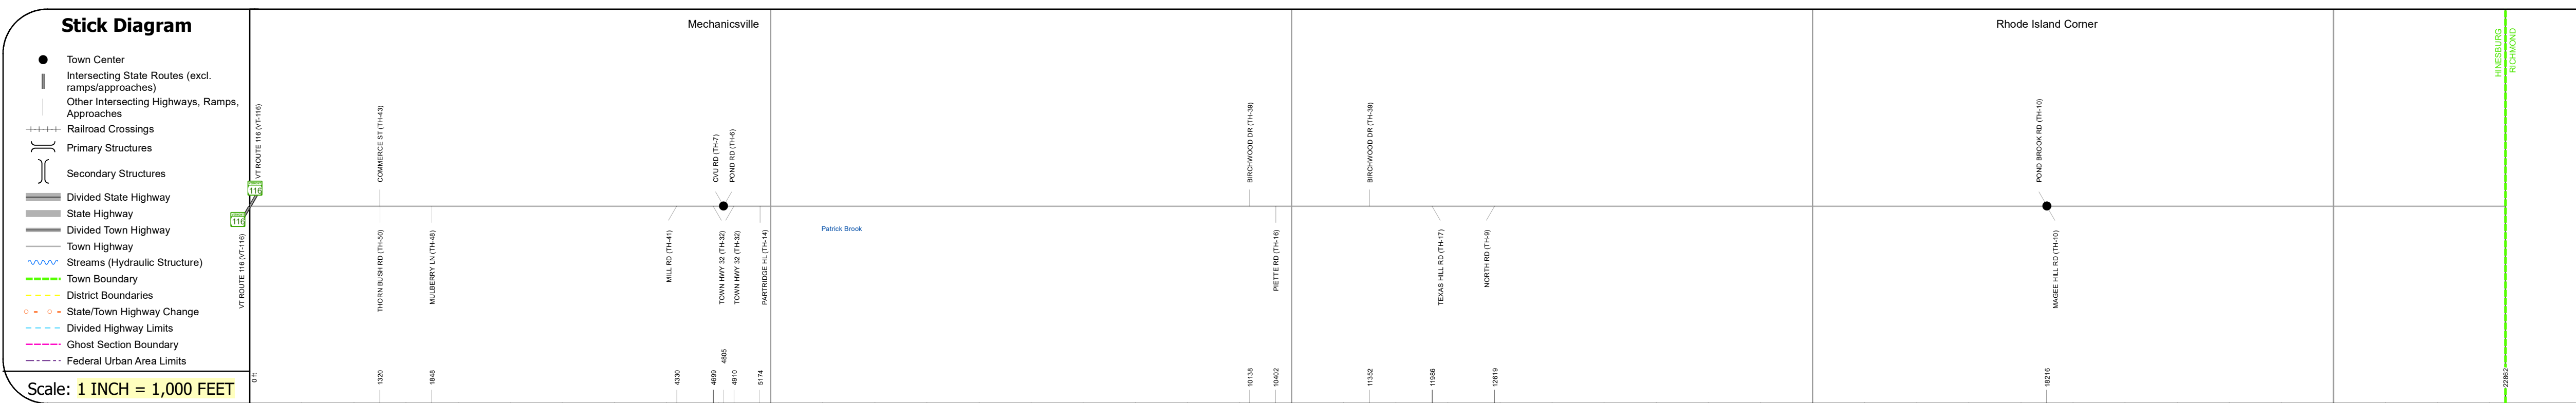 Stick Diagram
Town Center
Intersecting State Routes (excl.
ramps/approaches)
Other Intersecting Highways, Ramps,
Approaches
Railroad Crossings
Primary Structures
Secondary Structures
Divided State Highway
State Highway
Divided Town Highway
Town Highway
Streams (Hydraulic Structure)
Town Boundary
District Boundaries
State/Town Highway Change
Divided Highway Limits
Ghost Section Boundary
Federal Urban Area Limits
Scale: 1 INCH = 1,000 FEET
Mechanicsville
Rhode Island Corner
HINESBURG
RICHMOND
VT ROUTE 116 (VT-116)
116
116
VT ROUTE 116 (VT-116)
COMMERCE ST (TH-43)
CVU RD (TH-7)
POND RD (TH-6)
BIRCHWOOD DR (TH-39)
BIRCHWOOD DR (TH-39)
POND BROOK RD (TH-10)
THORN BUSH RD (TH-50)
MULBERRY LN (TH-48)
MILL RD (TH-41)
TOWN HWY 32 (TH-32)
TOWN HWY 32 (TH-32)
PARTRIDGE HL (TH-14)
Patrick Brook
PIETTE RD (TH-16)
TEXAS HILL RD (TH-17)
NORTH RD (TH-9)
MAGEE HILL RD (TH-10)
0 ft
1320
1848
4330
4699
4805
4910
5174
10138
10402
11352
11986
12619
18216
22862